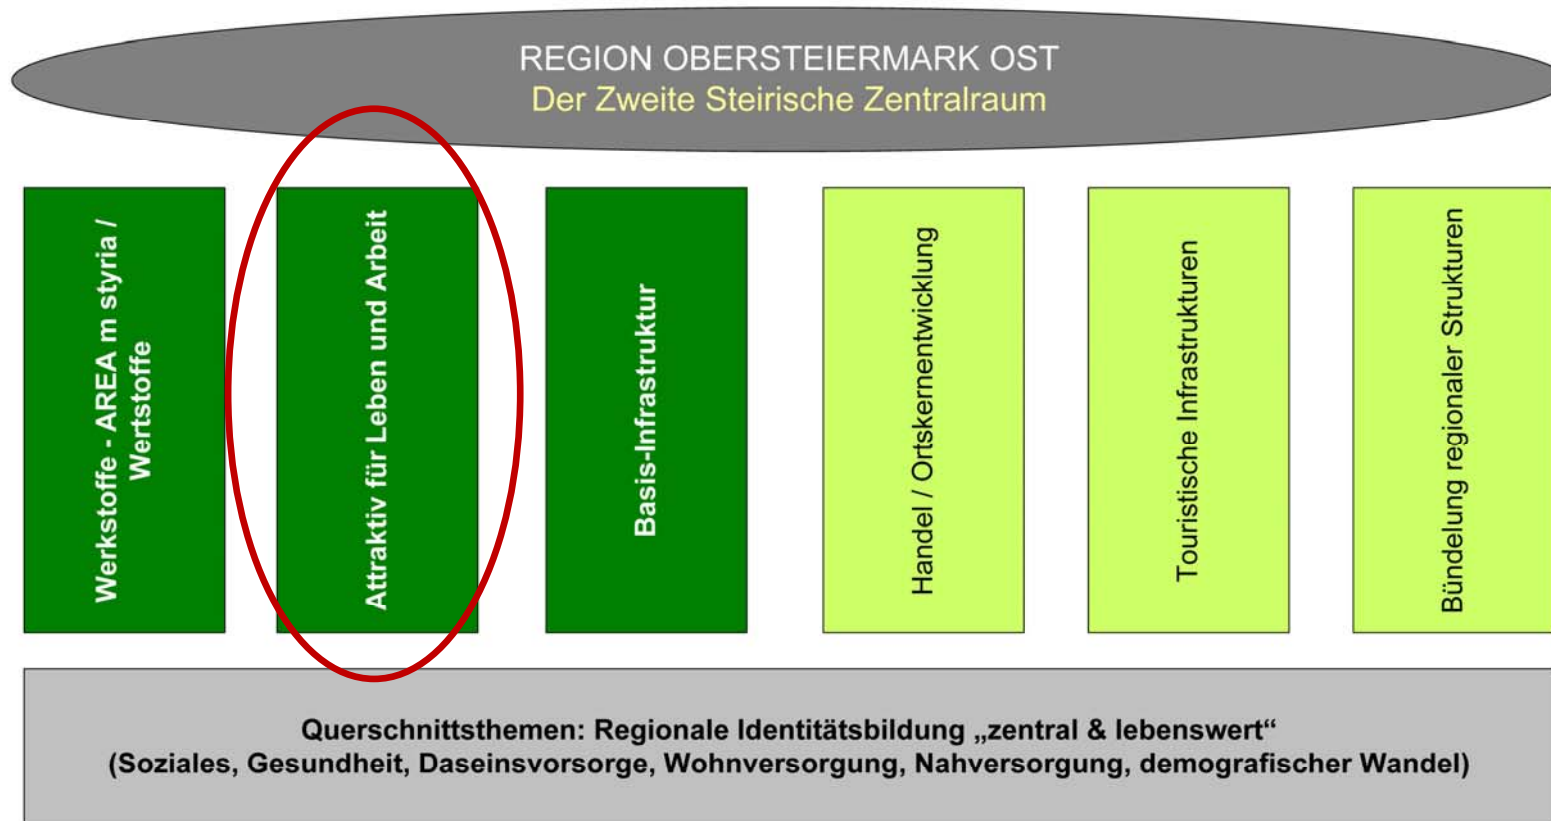 REGION OBERSTEIERMARK OST
Der Zweite Steirische Zentralraum
Werkstoffe - AREA m styria /
Wertstoffe
Attraktiv für Leben und Arbeit
Basis-Infrastruktur
Handel / Ortskernentwicklung
Touristische Infrastrukturen
Bündelung regionaler Strukturen
Querschnittsthemen: Regionale Identitätsbildung „zentral & lebenswert“
(Soziales, Gesundheit, Daseinsvorsorge, Wohnversorgung, Nahversorgung, demografischer Wandel)